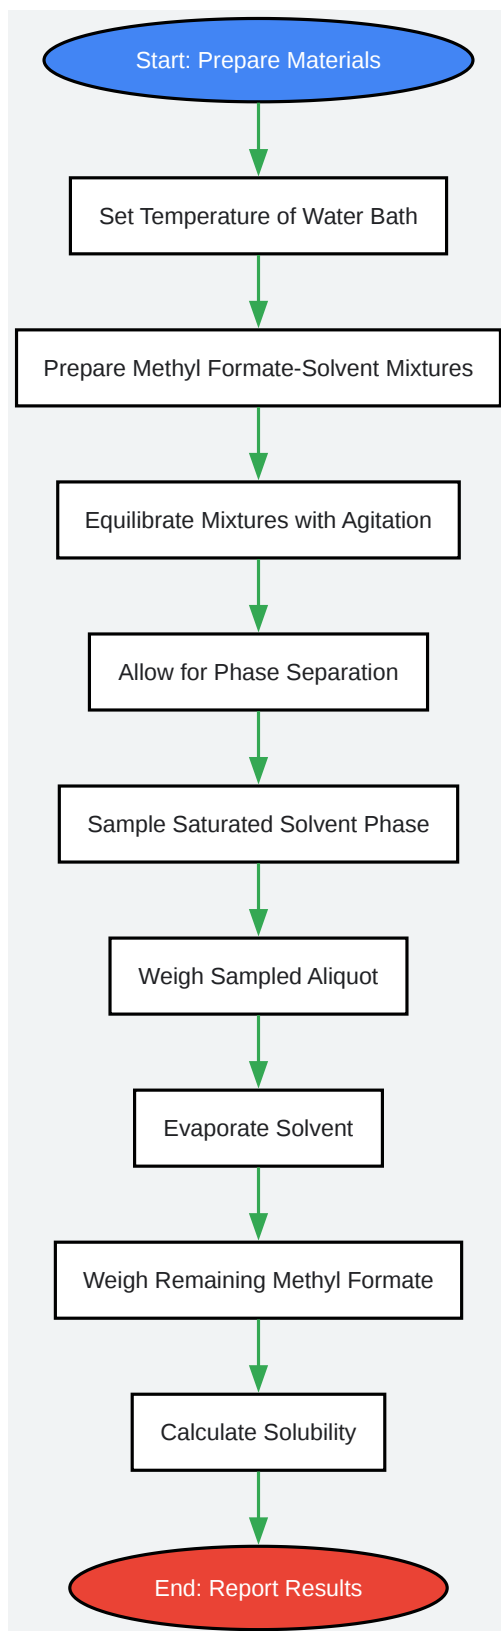 Start: Prepare Materials
Set Temperature of Water Bath
Prepare Methyl Formate-Solvent Mixtures
Equilibrate Mixtures with Agitation
Allow for Phase Separation
Sample Saturated Solvent Phase
Weigh Sampled Aliquot
Evaporate Solvent
Weigh Remaining Methyl Formate
Calculate Solubility
End: Report Results